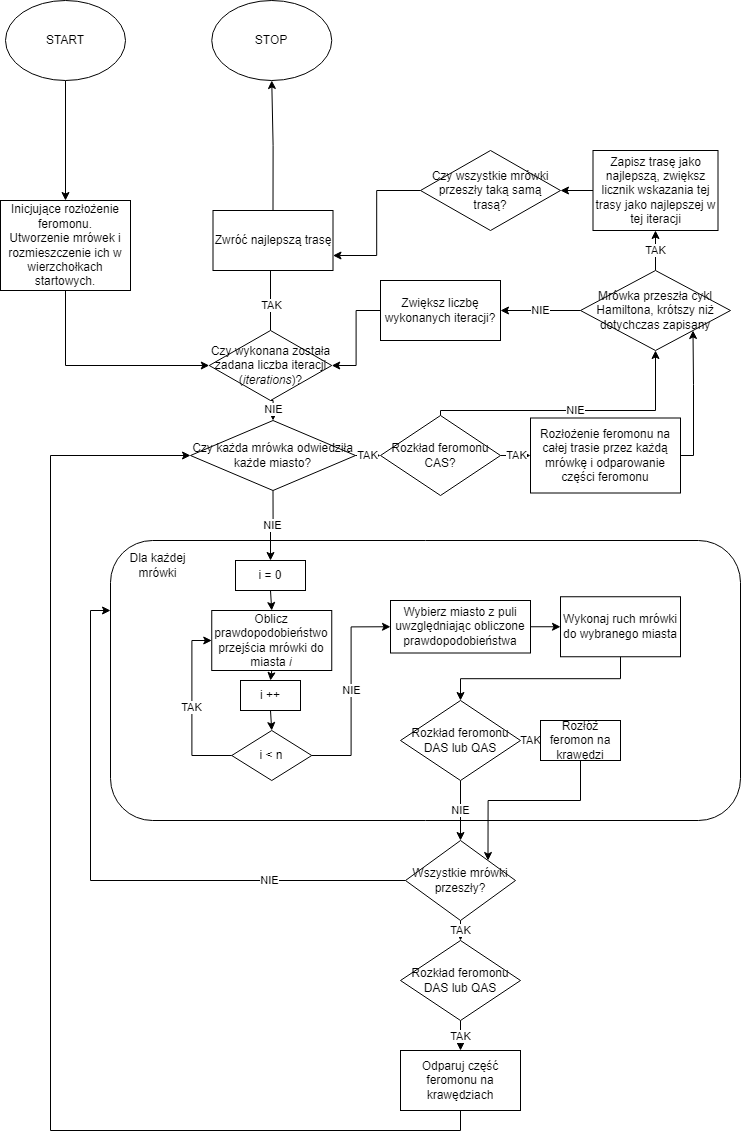 START
STOP
Inicjujące rozłożenie
feromonu.
Utworzenie mrówek i
rozmieszczenie ich w
wierzchołkach
startowych.
Zwróć najlepszą trasę
Czy wszystkie mrówki
przeszły taką samą
trasą?
Zapisz trasę jako
najlepszą, zwiększ
licznik wskazania tej
trasy jako najlepszej w
tej iteracji
TAK
TAK
Zwiększ liczbę
wykonanych iteracji?
NIE
Mrówka przeszła cykl
Hamiltona, krótszy niż
dotychczas zapisany
Czy wykonana została
zadana liczba iteracji
(iterations)?
NIE
NIE
Czy każda mrówka odwiedziła
każde miasto?
TAK
Rozkład feromonu
CAS?
TAK
Rozłożenie feromonu na
całej trasie przez każdą
mrówkę i odparowanie
części feromonu
NIE
Dla każdej
mrówki
i = 0
Oblicz
prawdopodobieństwo
przejścia mrówki do
miasta i
i ++
i < n
TAK
NIE
Wybierz miasto z puli
uwzględniając obliczone
prawdopodobieństwa
Wykonaj ruch mrówki
do wybranego miasta
Rozkład feromonu
DAS lub QAS
TAK
Rozłóż
feromon na
krawędzi
NIE
Wszystkie mrówki
przeszły?
NIE
TAK
Rozkład feromonu
DAS lub QAS
TAK
Odparuj część
feromonu na
krawędziach